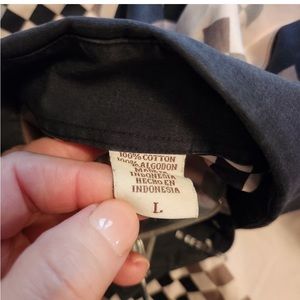 100% COTTON
100% ALGODON
MADE IN
INDONESIA
HECHO EN
INDONESIA
L